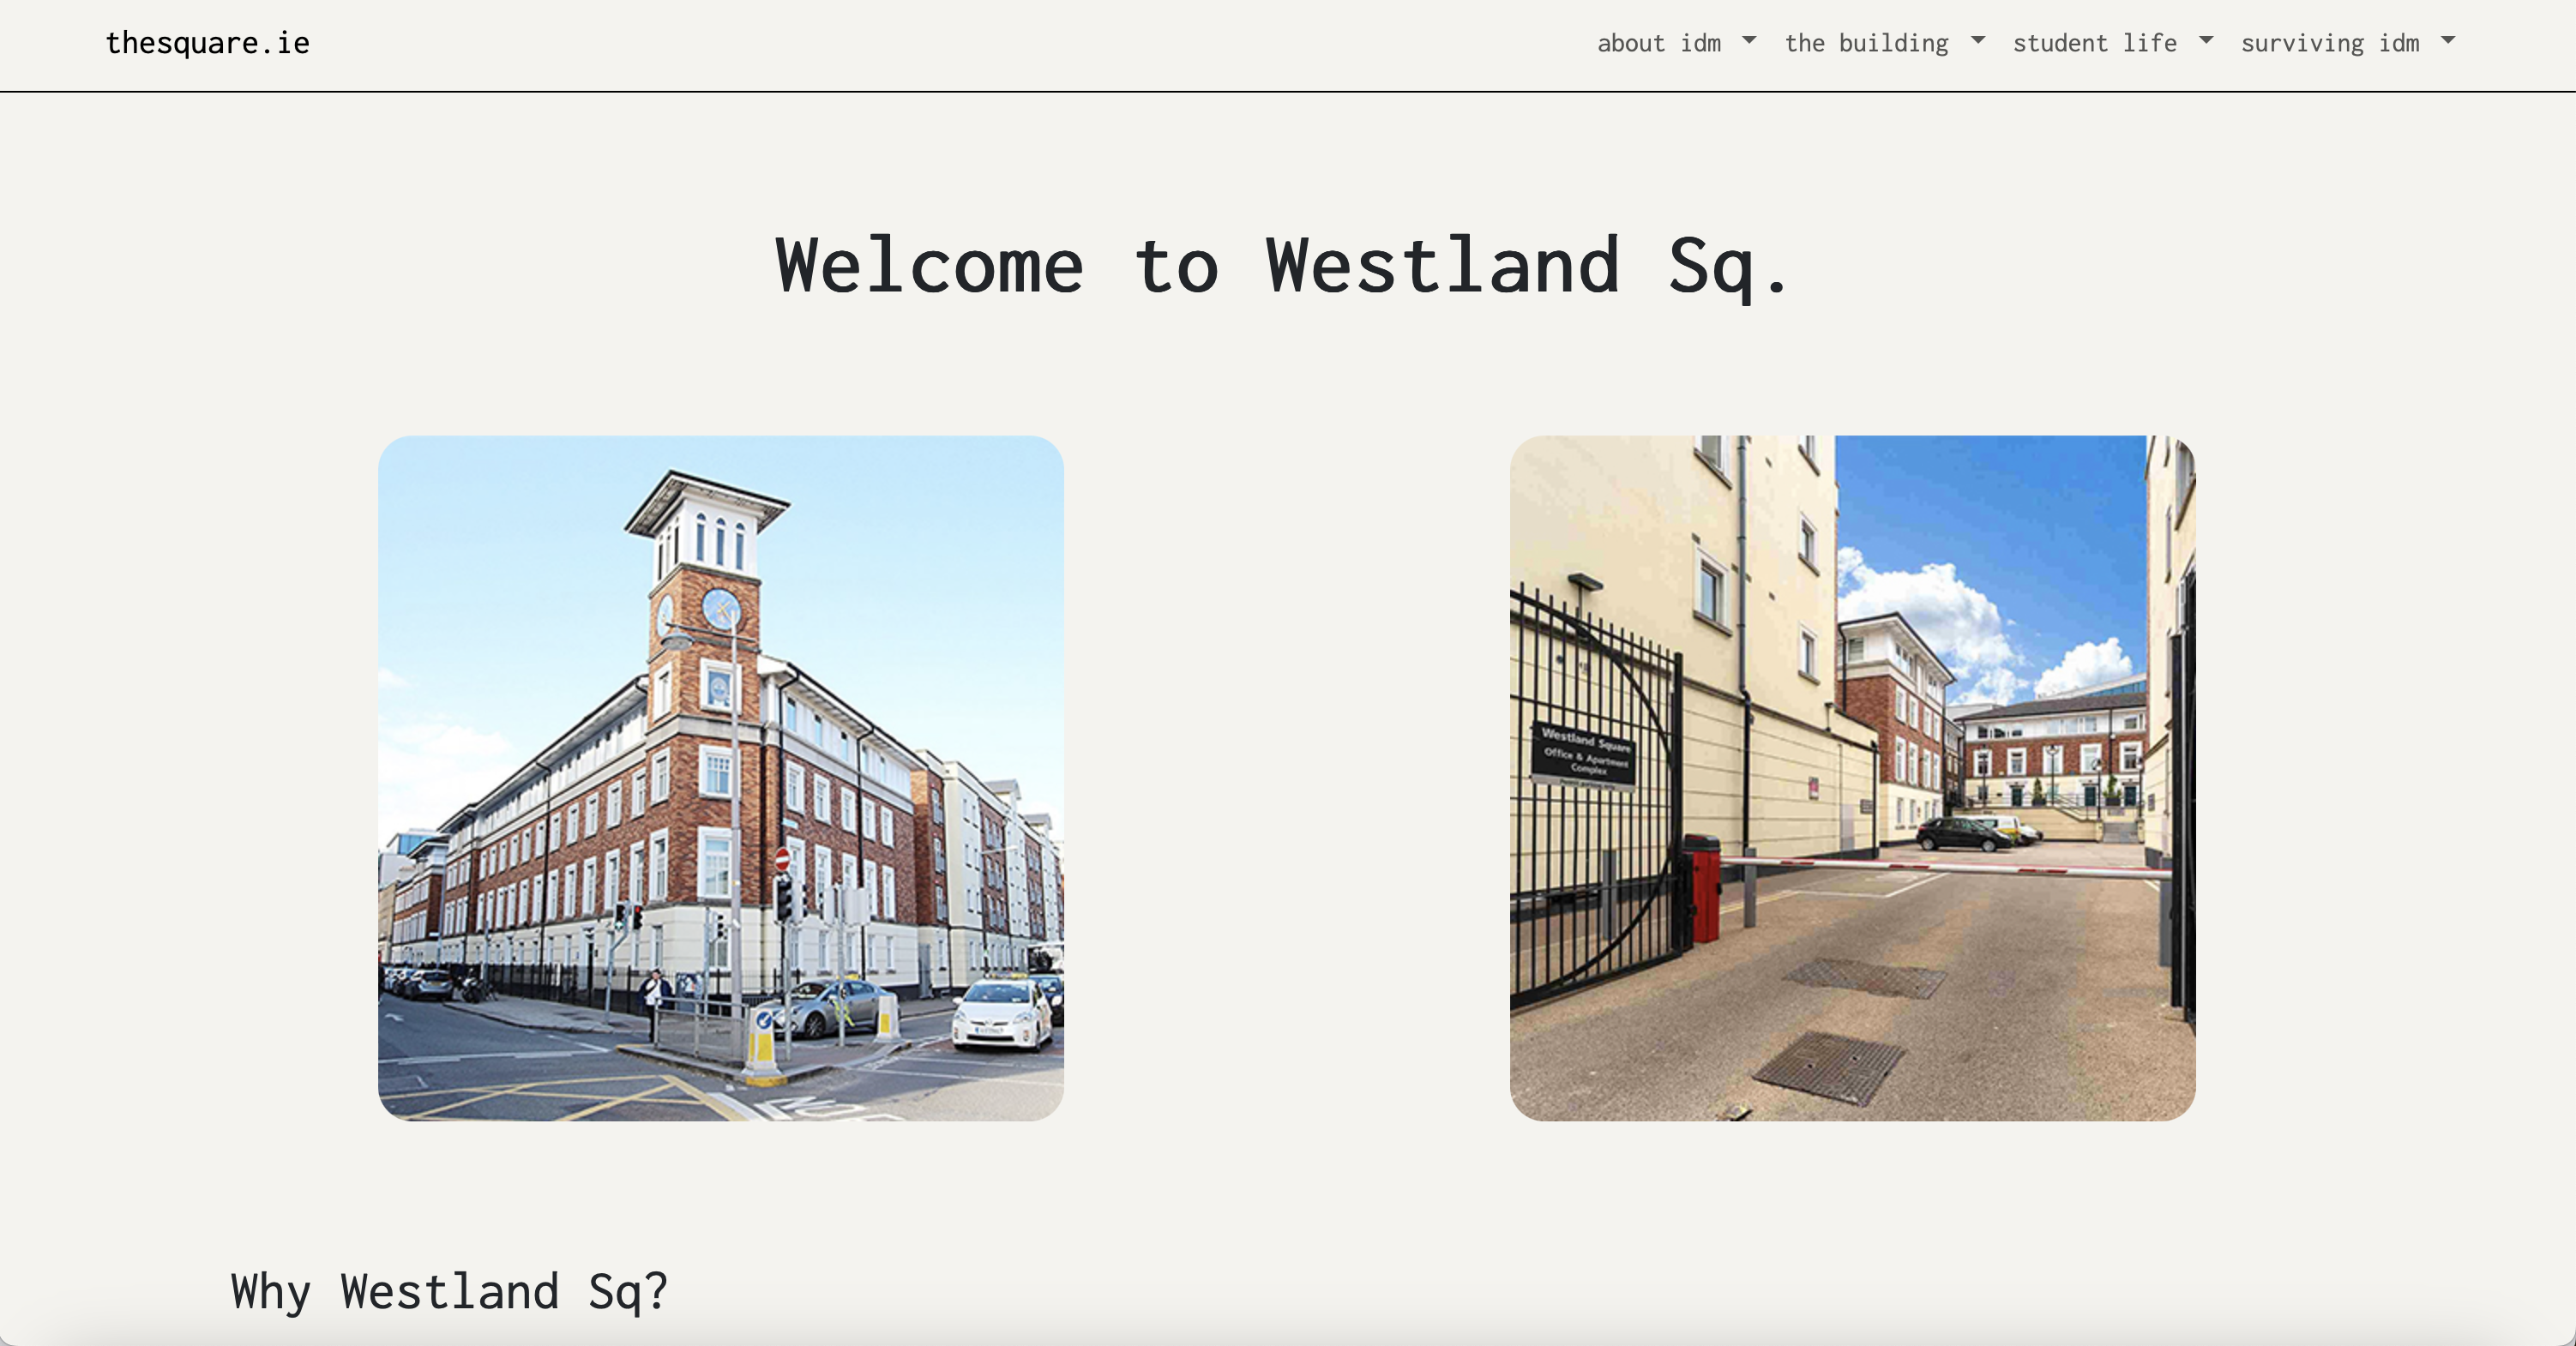 thesquare.ie
about idm
the building
student life
surviving idm
Welcome to Westland Sq.
Westland Square
Office & Apartment
Complex
Why Westland Sq?